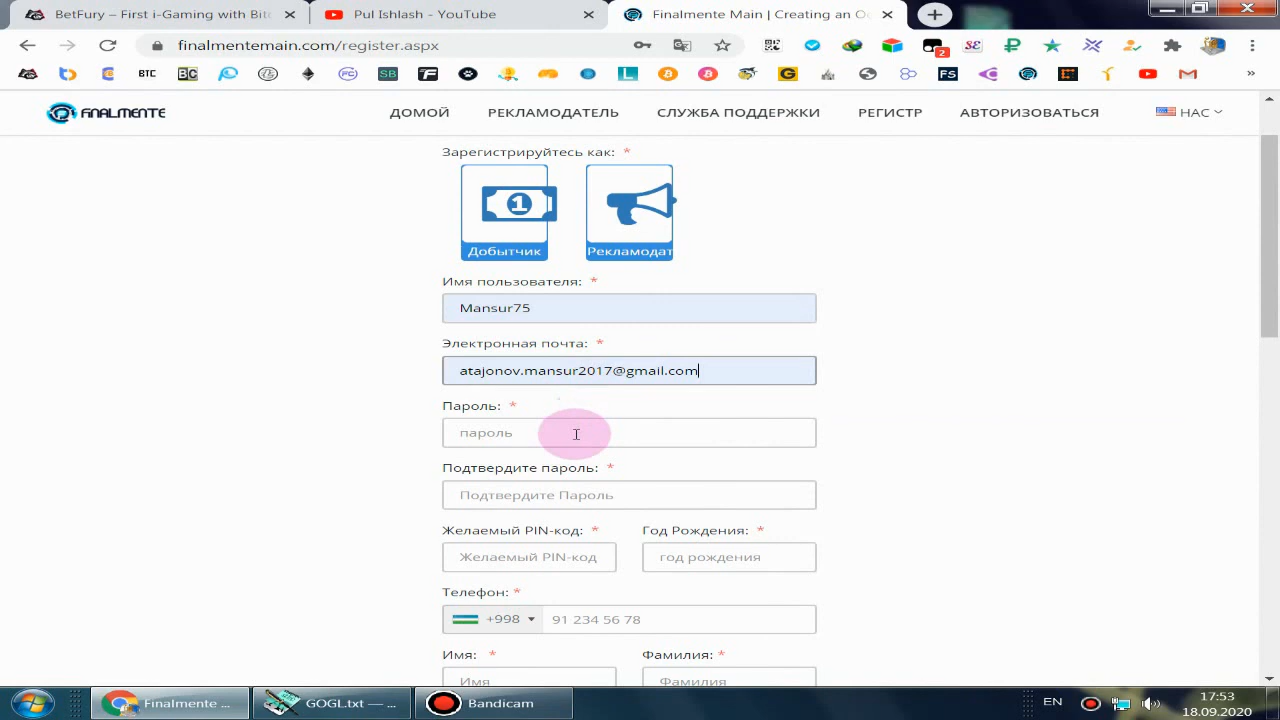 BetFury – First i-Gaming with Bitc
Pul Ishlash - YouTube
Finalmente Main | Creating an Oc
finalmentemain.com/register.aspx
2
BTC
BC
SB
FS
FINALMENTE
ДОМОЙ
РЕКЛАМОДАТЕЛЬ
СЛУЖБА ПОДДЕРЖКИ
РЕГИСТР
АВТОРИЗОВАТЬСЯ
НАС
Зарегистрируйтесь как: *
1
Добытчик
Рекламодат
Имя пользователя: *
Mansur75
Электронная почта: *
atajonov.mansur2017@gmail.com
Пароль: *
пароль
Подтвердите пароль: *
Подтвердите Пароль
Желаемый PIN-код: *
Год Рождения: *
Желаемый PIN-код
год рождения
Телефон: *
+998
91 234 56 78
Имя: *
Фамилия: *
Имя
Фамилия
Finalmente ...
GOGL.txt — ...
Bandicam
EN
17:53
18.09.2020